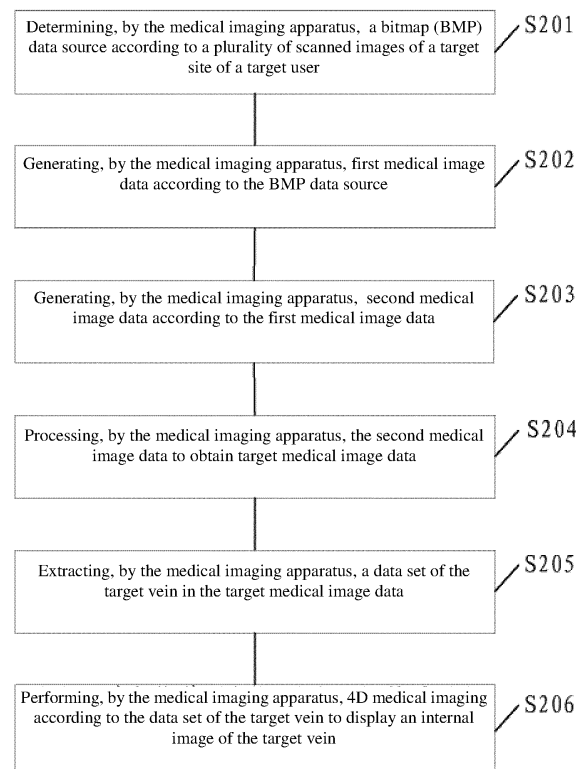 Determining, by the medical imaging apparatus, a bitmap (BMP)
data source according to a plurality of scanned images of a target
site of a target user
S201
Generating, by the medical imaging apparatus, first medical image
data according to the BMP data source
S202
Generating, by the medical imaging apparatus, second medical
image data according to the first medical image data
S203
Processing, by the medical imaging apparatus, the second medical
image data to obtain target medical image data
S204
Extracting, by the medical imaging apparatus, a data set of the
target vein in the target medical image data
S205
Performing, by the medical imaging apparatus, 4D medical imaging
according to the data set of the target vein to display an internal
image of the target vein
S206